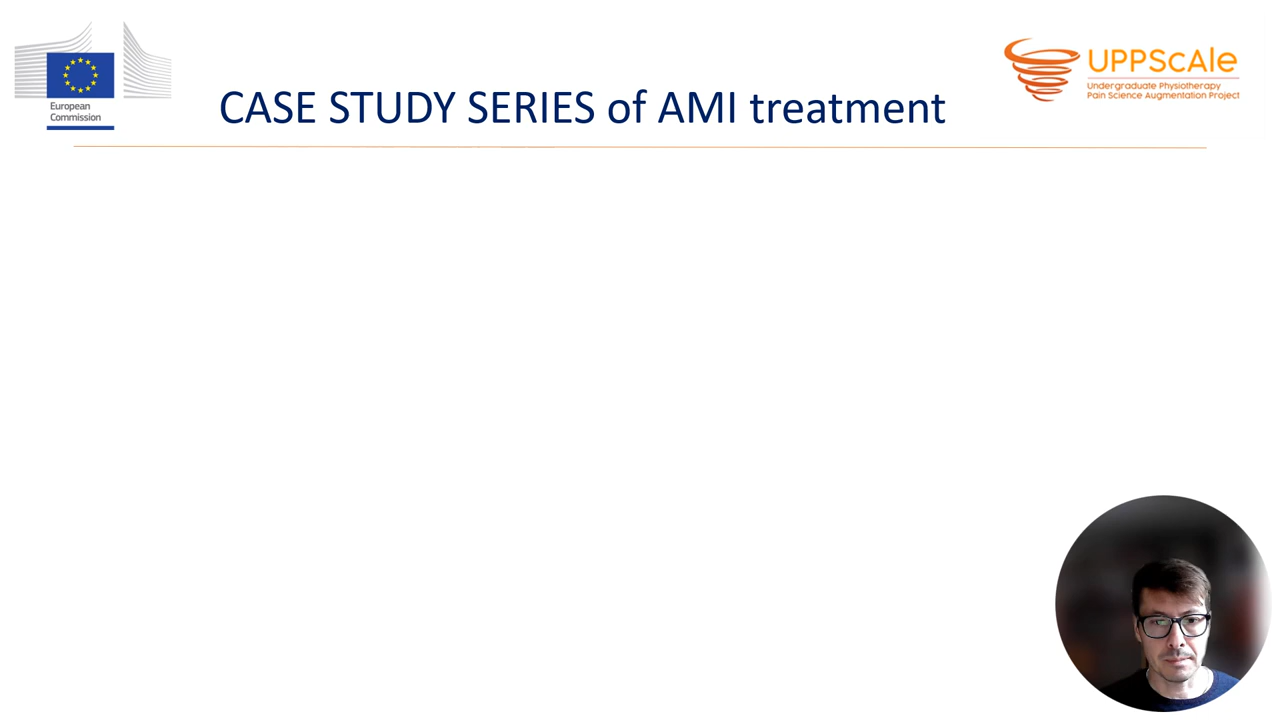 European
Commission
CASE STUDY SERIES of AMI treatment
UPPScale
Undergraduate Physiotherapy
Pain Science Augmentation Project